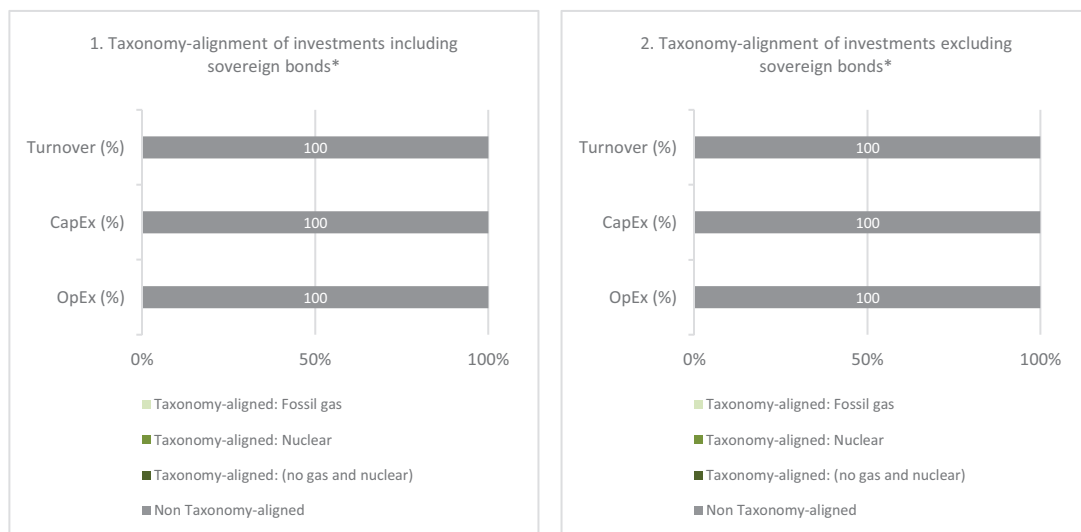 1. Taxonomy-alignment of investments including
sovereign bonds*
Turnover (%)
100
CapEx (%)
100
OpEx (%)
100
0%
50%
100%
Taxonomy-aligned: Fossil gas
Taxonomy-aligned: Nuclear
Taxonomy-aligned: (no gas and nuclear)
Non Taxonomy-aligned
2. Taxonomy-alignment of investments excluding
sovereign bonds*
Turnover (%)
100
CapEx (%)
100
OpEx (%)
100
0%
50%
100%
Taxonomy-aligned: Fossil gas
Taxonomy-aligned: Nuclear
Taxonomy-aligned: (no gas and nuclear)
Non Taxonomy-aligned